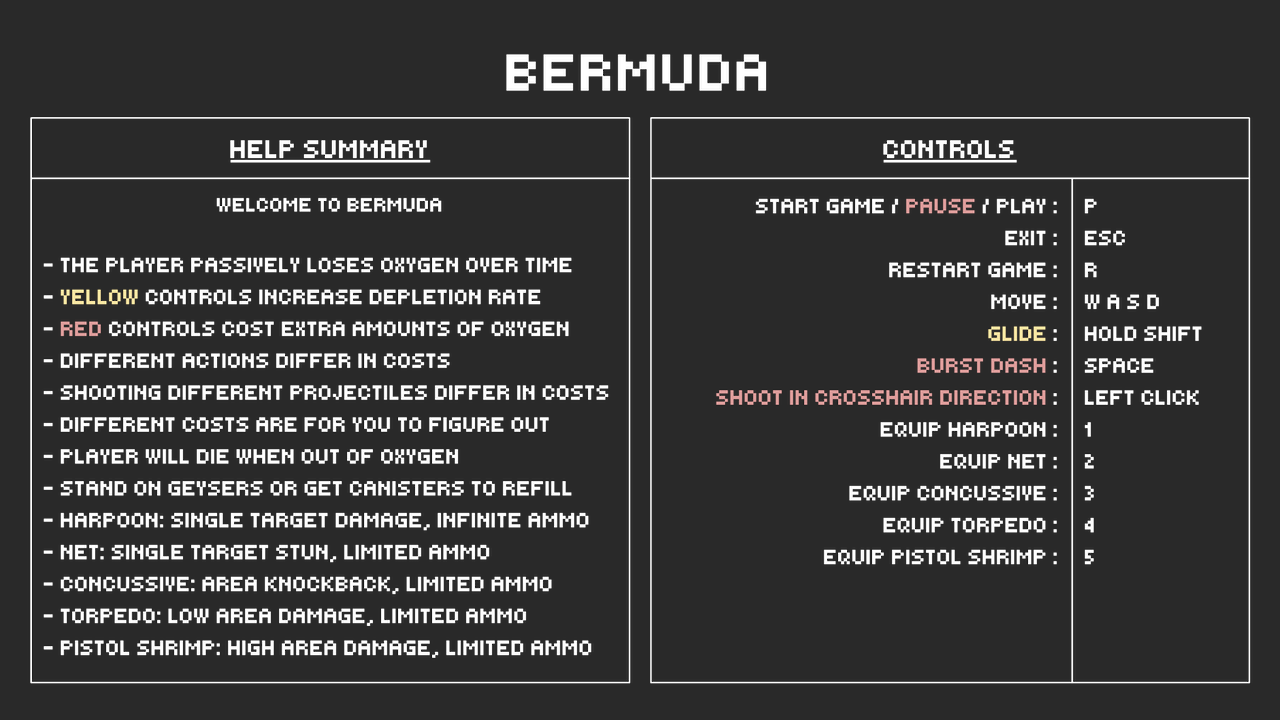 BERMUDA
HELP SUMMARY
WELCOME TO BERMUDA
- THE PLAYER PASSIVELY LOSES OXYGEN OVER TIME
- YELLOW CONTROLS INCREASE DEPLETION RATE
- RED CONTROLS COST EXTRA AMOUNTS OF OXYGEN
- DIFFERENT ACTIONS DIFFER IN COSTS
- SHOOTING DIFFERENT PROJECTILES DIFFER IN COSTS
- DIFFERENT COSTS ARE FOR YOU TO FIGURE OUT
- PLAYER WILL DIE WHEN OUT OF OXYGEN
- STAND ON GEYSERS OR GET CANISTERS TO REFILL
- HARPOON: SINGLE TARGET DAMAGE, INFINITE AMMO
- NET: SINGLE TARGET STUN, LIMITED AMMO
- CONCUSSIVE: AREA KNOCKBACK, LIMITED AMMO
- TORPEDO: LOW AREA DAMAGE, LIMITED AMMO
- PISTOL SHRIMP: HIGH AREA DAMAGE, LIMITED AMMO
CONTROLS
START GAME / PAUSE / PLAY : P
EXIT : ESC
RESTART GAME : R
MOVE : W A S D
GLIDE : HOLD SHIFT
BURST DASH : SPACE
SHOOT IN CROSSHAIR DIRECTION : LEFT CLICK
EQUIP HARPOON : 1
EQUIP NET : 2
EQUIP CONCUSSIVE : 3
EQUIP TORPEDO : 4
EQUIP PISTOL SHRIMP : 5